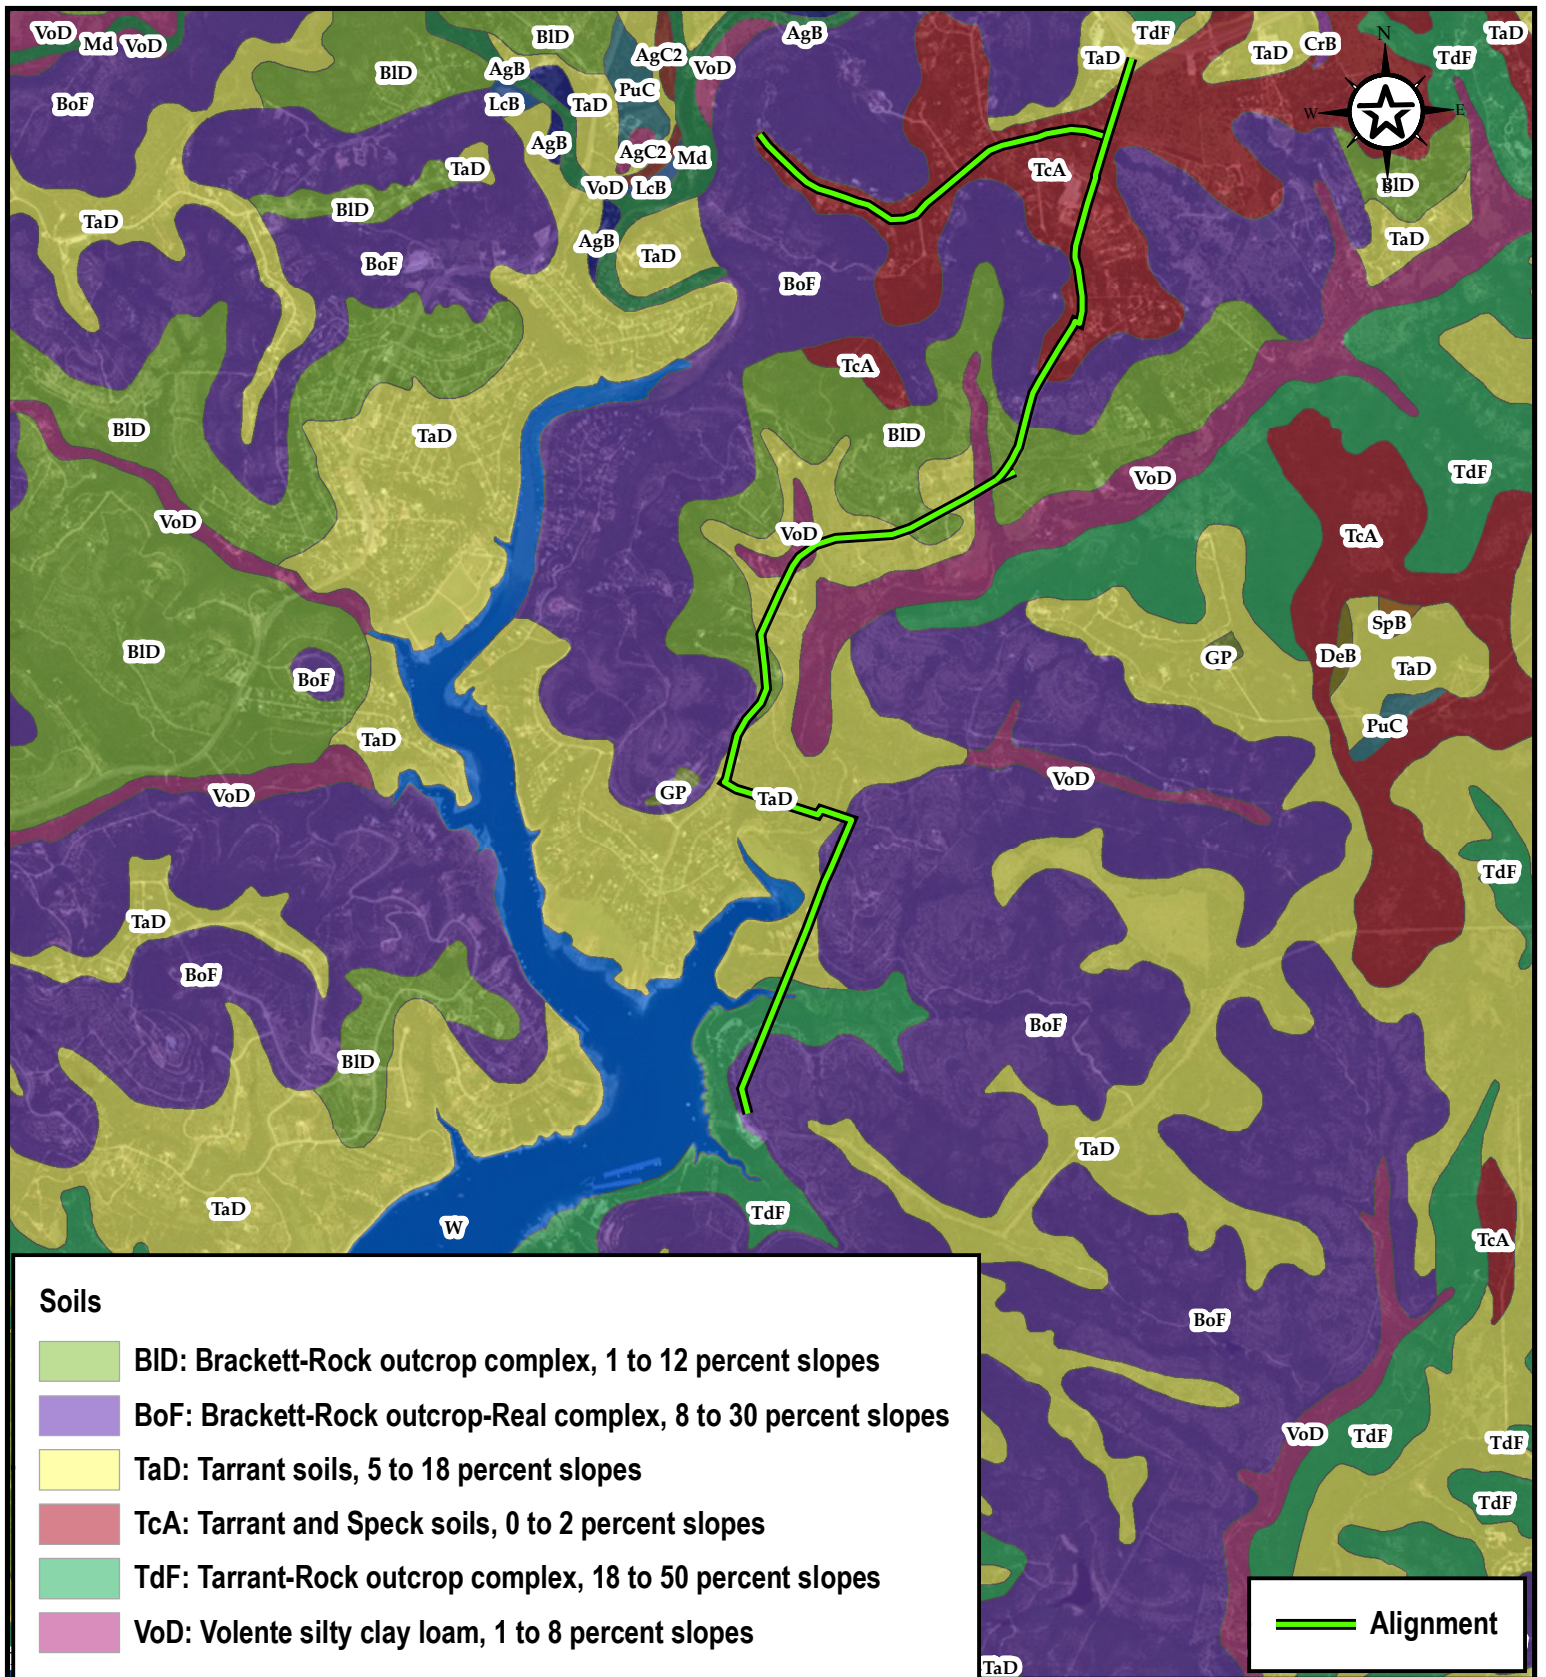 VoD
Md
VoD
BlD
AgB
AgC2
VoD
AgB
TdF
TaD
TaD
CrB
TdF
TaD
N
W
E
S
BoF
BlD
AgB
LcB
TaD
PuC
AgB
AgC2
Md
TaD
VoD
LcB
TcA
BlD
TaD
BlD
AgB
TaD
TaD
BoF
BoF
TcA
BlD
TaD
BlD
VoD
TdF
VoD
VoD
TcA
BlD
BoF
SpB
GP
DeB
TaD
PuC
TaD
VoD
GP
TaD
VoD
TdF
TaD
BoF
BoF
BlD
TaD
TaD
W
TdF
TcA
BoF
VoD
TdF
TdF
TdF
TaD
Soils
BlD: Brackett-Rock outcrop complex, 1 to 12 percent slopes
BoF: Brackett-Rock outcrop-Real complex, 8 to 30 percent slopes
TaD: Tarrant soils, 5 to 18 percent slopes
TcA: Tarrant and Speck soils, 0 to 2 percent slopes
TdF: Tarrant-Rock outcrop complex, 18 to 50 percent slopes
VoD: Volente silty clay loam, 1 to 8 percent slopes
Alignment